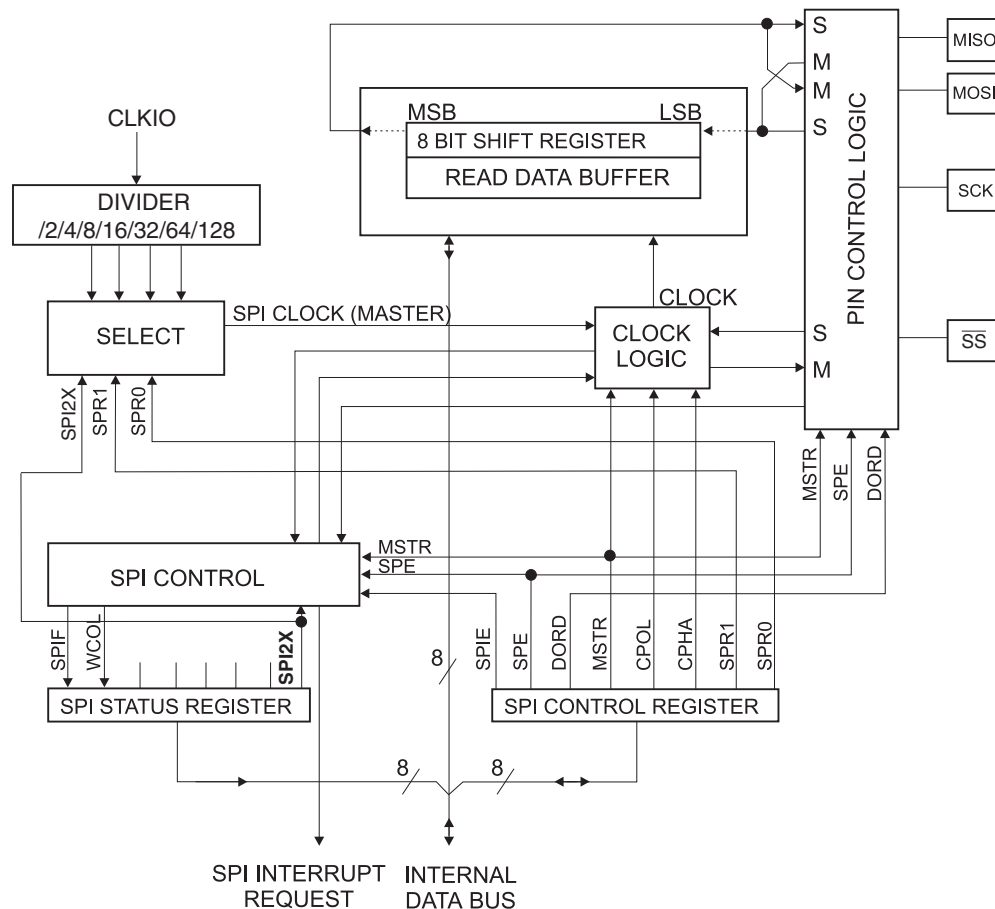 S
MISO
M
MSB
LSB
M
MOSI
CLKIO
8 BIT SHIFT REGISTER
S
READ DATA BUFFER
PIN CONTROL LOGIC
SCK
DIVIDER
/2/4/8/16/32/64/128
SPI CLOCK (MASTER)
CLOCK
SELECT
CLOCK
LOGIC
S
SS
M
SPI2X
SPR1
SPR0
MSTR
SPE
DORD
MSTR
SPE
SPI CONTROL
SPIF
WCOL
SPI2X
8
SPIE
SPE
DORD
MSTR
CPOL
CPHA
SPR1
SPR0
SPI STATUS REGISTER
SPI CONTROL REGISTER
8
8
SPI INTERRUPT
REQUEST
INTERNAL
DATA BUS